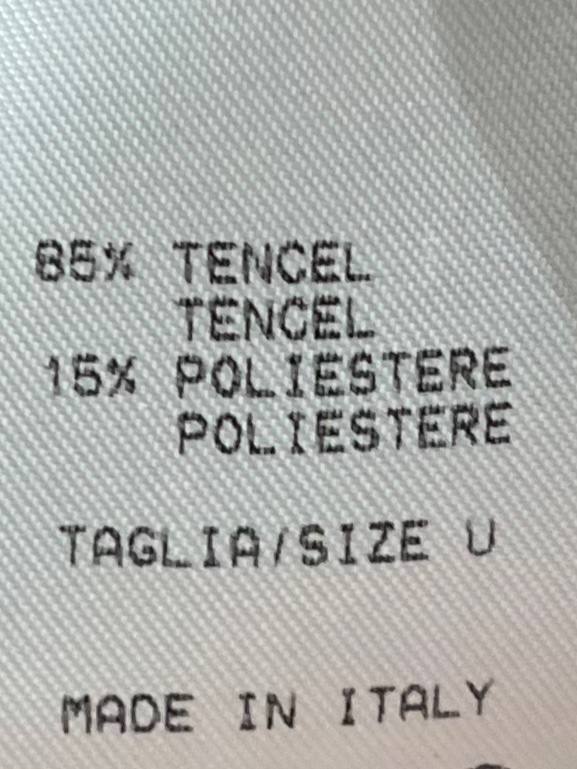 85% TENCEL
TENCEL
15% POLIESTERE
POLIESTERE
TAGLIA/SIZE U
MADE IN ITALY